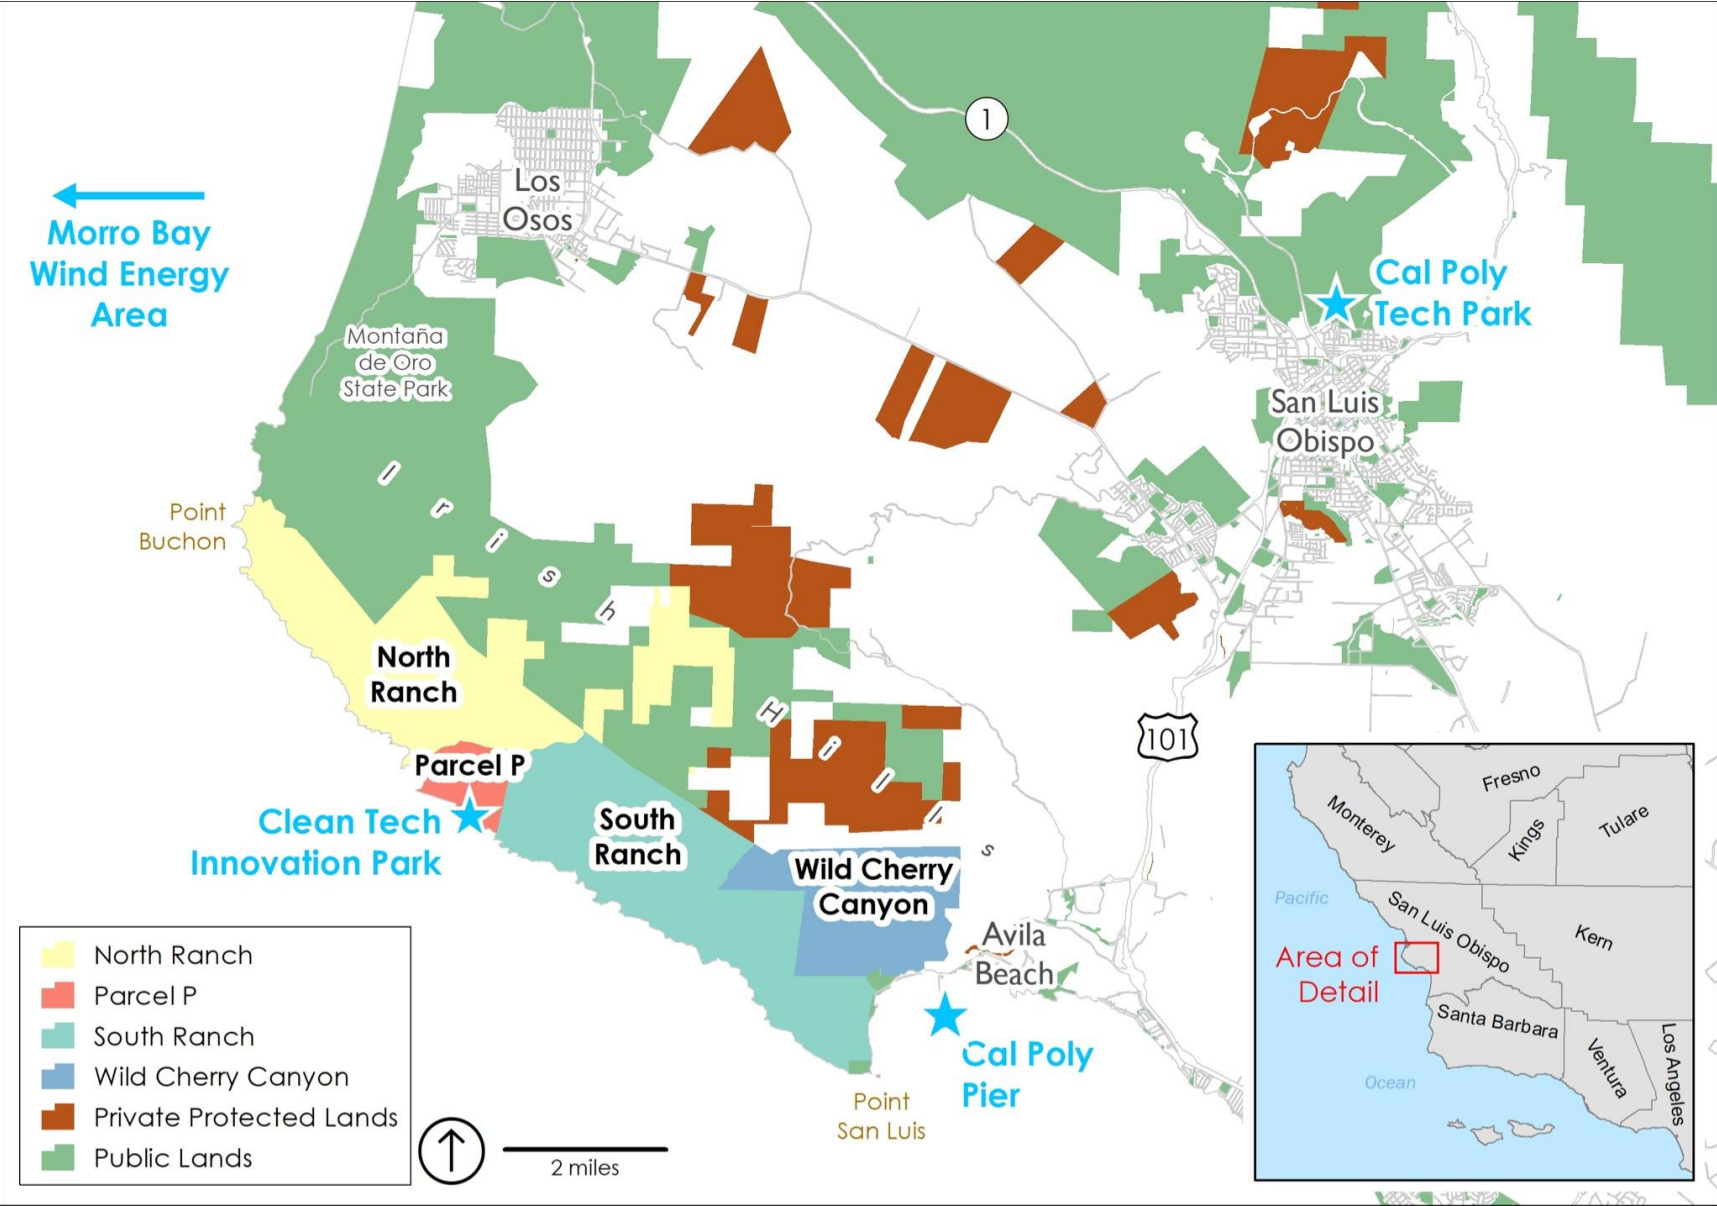 1
Los
Osos
Morro Bay
Wind Energy
Area
Cal Poly
Tech Park
Montaña
de Oro
State Park
San Luis
Obispo
Point
Buchon
Irish Hills
North
Ranch
101
Parcel P
Clean Tech
Innovation Park
South
Ranch
Wild Cherry
Canyon
Avila
Beach
Cal Poly
Pier
Point
San Luis
North Ranch
Parcel P
South Ranch
Wild Cherry Canyon
Private Protected Lands
Public Lands
2 miles
Fresno
Monterey
Kings
Tulare
Pacific
San Luis Obispo
Kern
Area of
Detail
Santa Barbara
Ventura
Los Angeles
Ocean